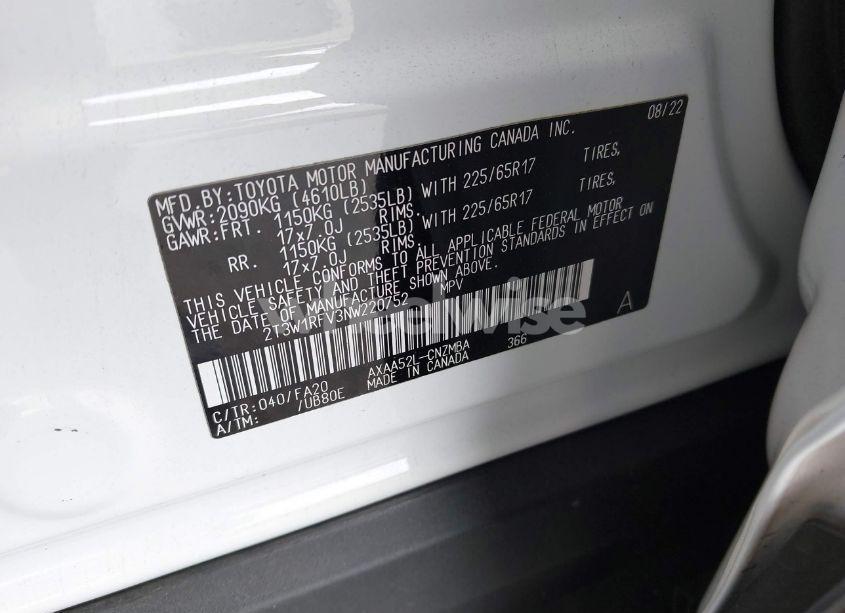 08/22
MFD.BY:TOYOTA MOTOR MANUFACTURING CANADA INC.
GVWR:2090KG (4610LB)
GAWR:FRT. 1150KG (2535LB) WITH 225/65R17 TIRES,
17x7.0J RIMS.
RR. 1150KG (2535LB) WITH 225/65R17 TIRES,
17x7.0J RIMS.
THIS VEHICLE CONFORMS TO ALL APPLICABLE FEDERAL MOTOR
VEHICLE SAFETY AND THEFT PREVENTION STANDARDS IN EFFECT ON
THE DATE OF MANUFACTURE SHOWN ABOVE.
2T3W1RFV3NW220752 MPV
wheelwise
A
AXAA52L-CNZMBA 366
C/TR:040/FA20 MADE IN CANADA
A/TM: /UB80E